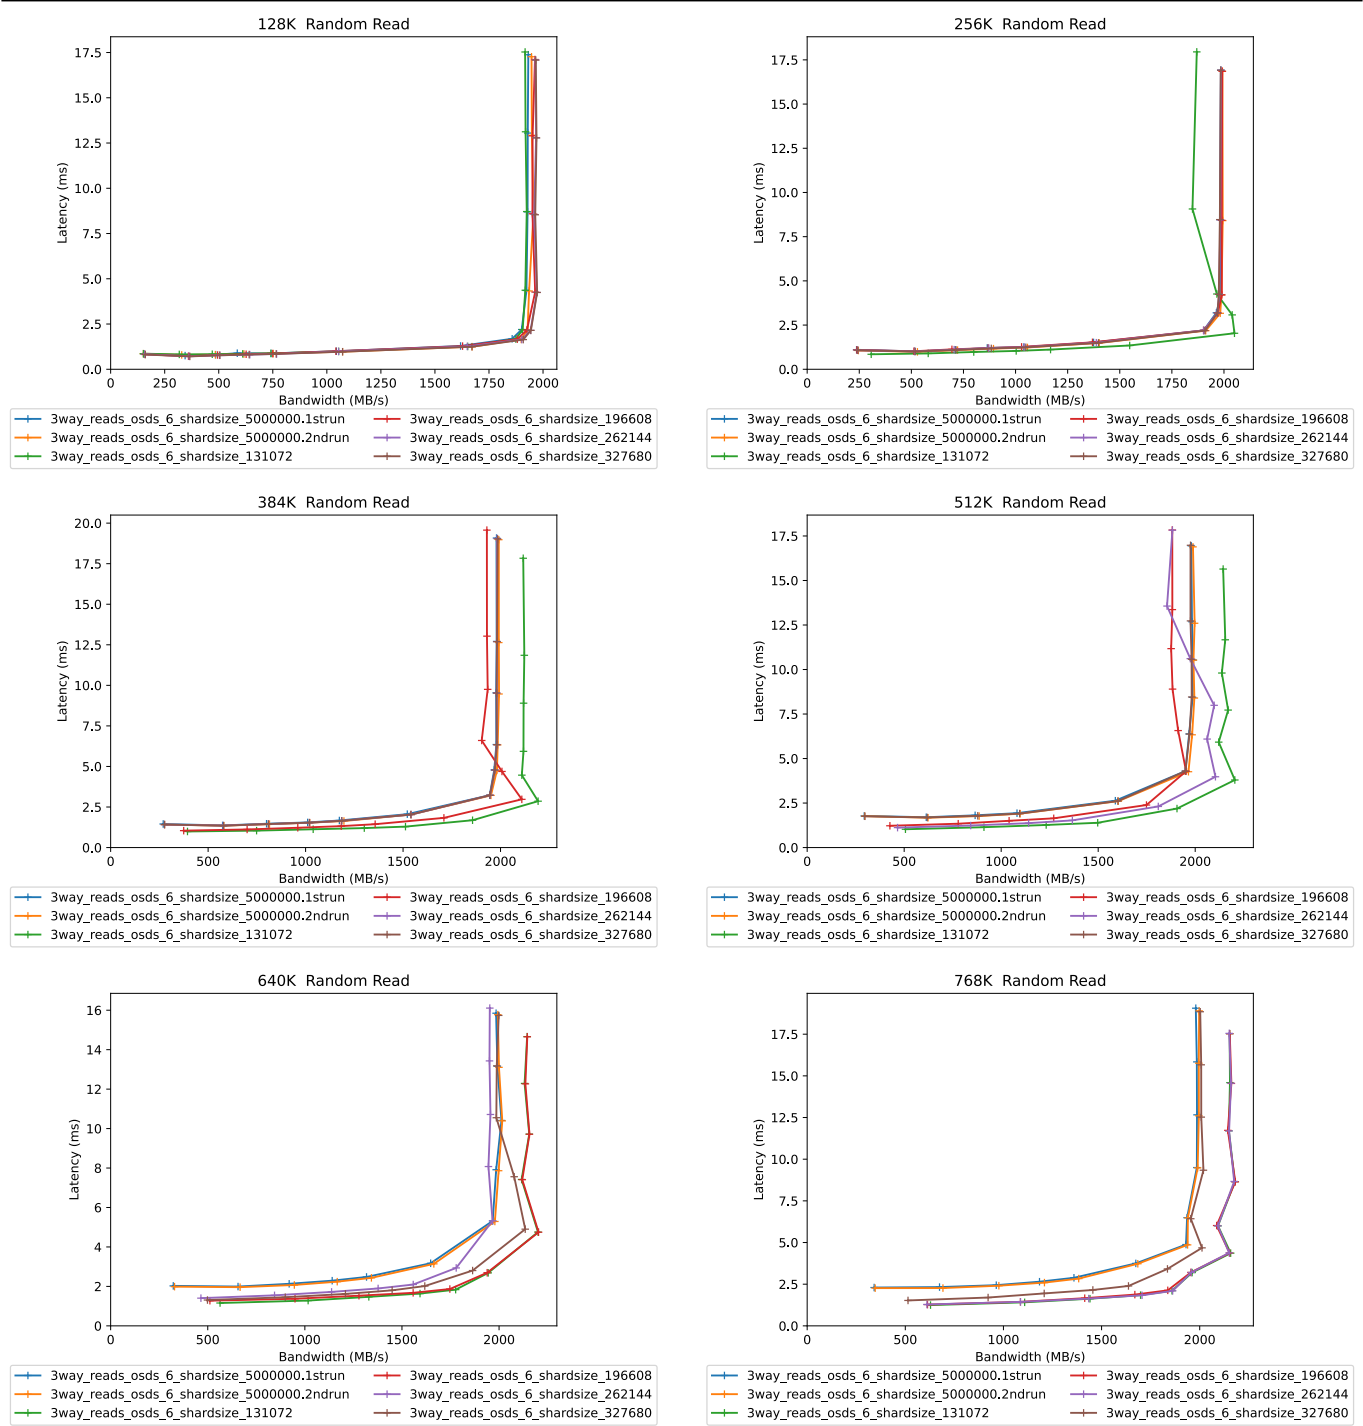 128K  Random Read
17.5
15.0
12.5
10.0
7.5
5.0
2.5
0.0
Latency (ms)
0 250 500 750 1000 1250 1500 1750 2000
Bandwidth (MB/s)
3way_reads_osds_6_shardsize_5000000.1strun 3way_reads_osds_6_shardsize_196608
3way_reads_osds_6_shardsize_5000000.2ndrun 3way_reads_osds_6_shardsize_262144
3way_reads_osds_6_shardsize_131072 3way_reads_osds_6_shardsize_327680
256K  Random Read
17.5
15.0
12.5
10.0
7.5
5.0
2.5
0.0
Latency (ms)
0 250 500 750 1000 1250 1500 1750 2000
Bandwidth (MB/s)
3way_reads_osds_6_shardsize_5000000.1strun 3way_reads_osds_6_shardsize_196608
3way_reads_osds_6_shardsize_5000000.2ndrun 3way_reads_osds_6_shardsize_262144
3way_reads_osds_6_shardsize_131072 3way_reads_osds_6_shardsize_327680
384K  Random Read
20.0
17.5
15.0
12.5
10.0
7.5
5.0
2.5
0.0
Latency (ms)
0 500 1000 1500 2000
Bandwidth (MB/s)
3way_reads_osds_6_shardsize_5000000.1strun 3way_reads_osds_6_shardsize_196608
3way_reads_osds_6_shardsize_5000000.2ndrun 3way_reads_osds_6_shardsize_262144
3way_reads_osds_6_shardsize_131072 3way_reads_osds_6_shardsize_327680
512K  Random Read
17.5
15.0
12.5
10.0
7.5
5.0
2.5
0.0
Latency (ms)
0 500 1000 1500 2000
Bandwidth (MB/s)
3way_reads_osds_6_shardsize_5000000.1strun 3way_reads_osds_6_shardsize_196608
3way_reads_osds_6_shardsize_5000000.2ndrun 3way_reads_osds_6_shardsize_262144
3way_reads_osds_6_shardsize_131072 3way_reads_osds_6_shardsize_327680
640K  Random Read
16
14
12
10
8
6
4
2
0
Latency (ms)
0 500 1000 1500 2000
Bandwidth (MB/s)
3way_reads_osds_6_shardsize_5000000.1strun 3way_reads_osds_6_shardsize_196608
3way_reads_osds_6_shardsize_5000000.2ndrun 3way_reads_osds_6_shardsize_262144
3way_reads_osds_6_shardsize_131072 3way_reads_osds_6_shardsize_327680
768K  Random Read
17.5
15.0
12.5
10.0
7.5
5.0
2.5
0.0
Latency (ms)
0 500 1000 1500 2000
Bandwidth (MB/s)
3way_reads_osds_6_shardsize_5000000.1strun 3way_reads_osds_6_shardsize_196608
3way_reads_osds_6_shardsize_5000000.2ndrun 3way_reads_osds_6_shardsize_262144
3way_reads_osds_6_shardsize_131072 3way_reads_osds_6_shardsize_327680